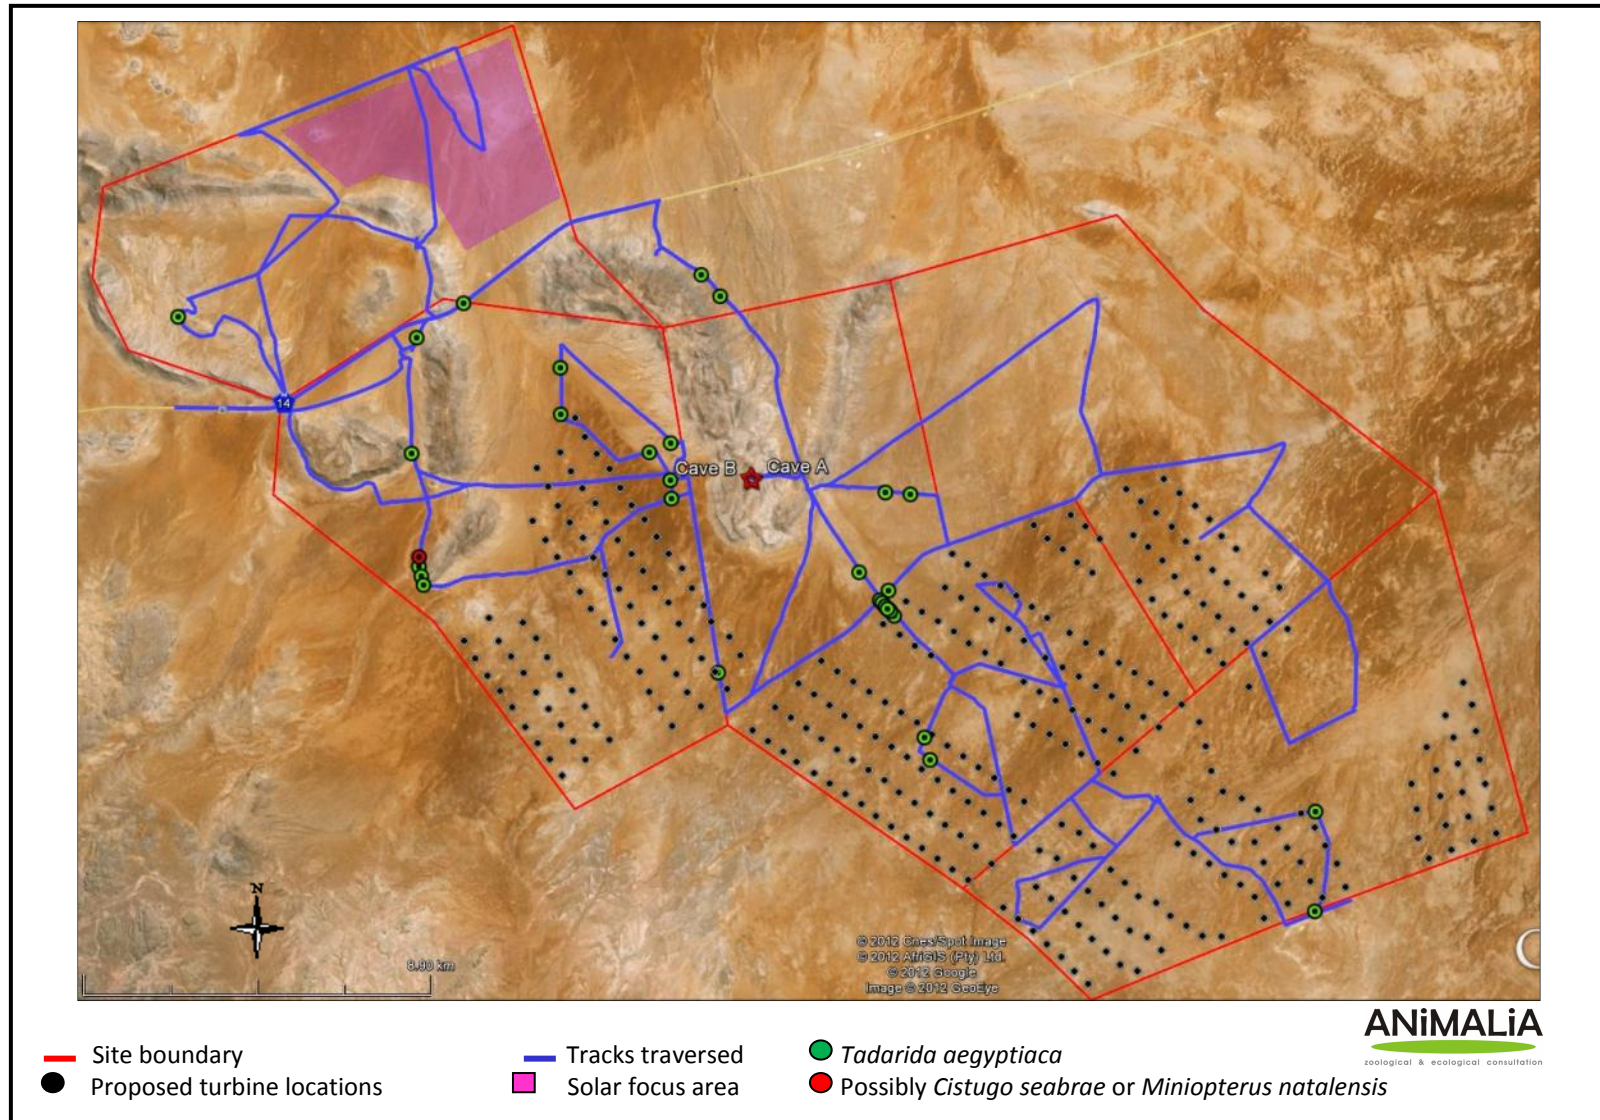 14
Cave B
Cave A
N
8.90 km
© 2012 Cnes/Spot Image
© 2012 AfriGIS (Pty) Ltd.
© 2012 Google
Image © 2012 GeoEye
ANiMALiA
zoological & ecological consultation
Site boundary
Tracks traversed
Tadarida aegyptiaca
Proposed turbine locations
Solar focus area
Possibly Cistugo seabrae or Miniopterus natalensis